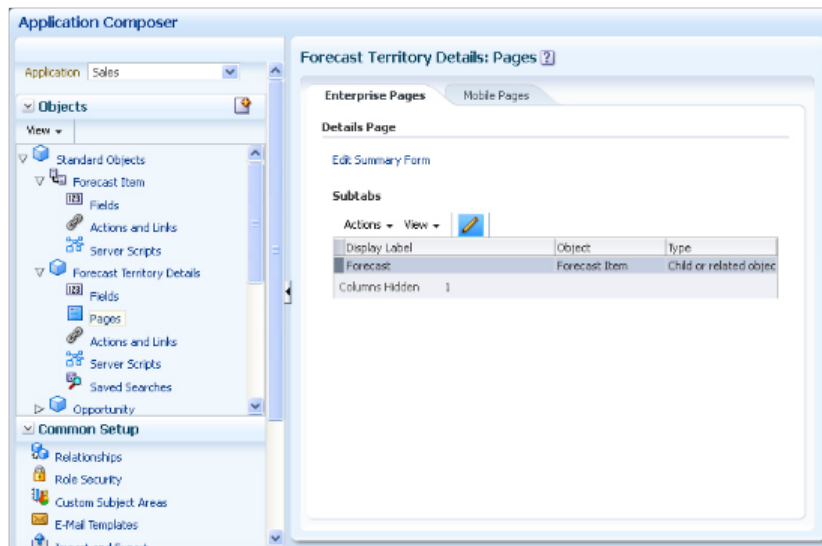 Application Composer
Application Sales
Objects
View
Standard Objects
Forecast Item
123 Fields
Actions and Links
Server Scripts
Forecast Territory Details
123 Fields
Pages
Actions and Links
Server Scripts
Saved Searches
Opportunity
Common Setup
Relationships
Role Security
Custom Subject Areas
E-Mail Templates
Forecast Territory Details: Pages ?
Enterprise Pages Mobile Pages
Details Page
Edit Summary Form
Subtabs
Actions View
Display Label Object Type
Forecast Forecast Item Child or related objec
Columns Hidden 1